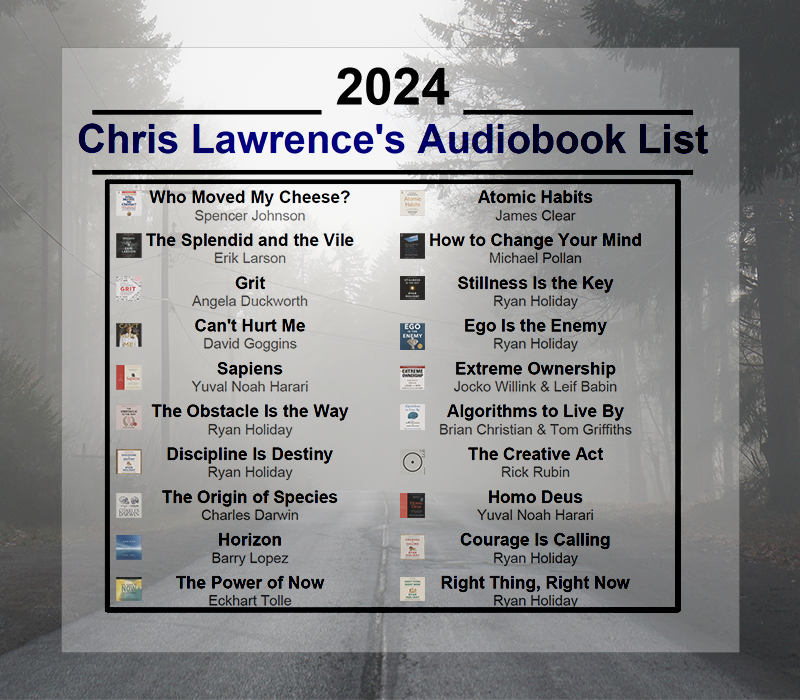 2024
Chris Lawrence's Audiobook List
Who Moved My Cheese?
Spencer Johnson
The Splendid and the Vile
Erik Larson
Grit
Angela Duckworth
Can't Hurt Me
David Goggins
Sapiens
Yuval Noah Harari
The Obstacle Is the Way
Ryan Holiday
Discipline Is Destiny
Ryan Holiday
The Origin of Species
Charles Darwin
Horizon
Barry Lopez
The Power of Now
Eckhart Tolle
Atomic Habits
James Clear
How to Change Your Mind
Michael Pollan
Stillness Is the Key
Ryan Holiday
Ego Is the Enemy
Ryan Holiday
Extreme Ownership
Jocko Willink & Leif Babin
Algorithms to Live By
Brian Christian & Tom Griffiths
The Creative Act
Rick Rubin
Homo Deus
Yuval Noah Harari
Courage Is Calling
Ryan Holiday
Right Thing, Right Now
Ryan Holiday